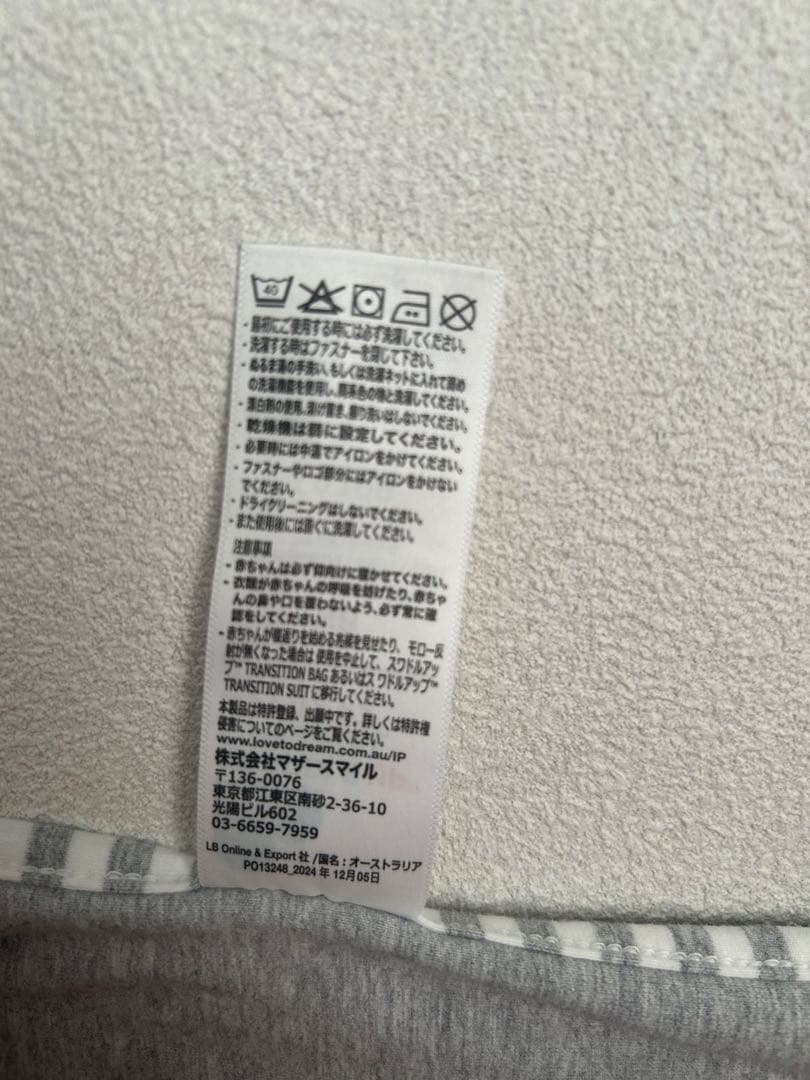 40
・最初にご使用する時には必ず洗濯してください。
・洗濯する時はファスナーを閉して下さい。
・ぬるま湯の手洗い、もしくは洗濯ネットに入れて弱め
の洗濯機能を使用し、同系色の物と洗濯してください。
・漂白剤の使用、漬け置き、擦り洗いはしないでください。
・乾燥機は弱に設定してください。
・必要時には中温でアイロンをかけてください。
・ファスナーやロゴ部分にはアイロンをかけない
でください。
・ドライクリーニングはしないでください。
・また使用後には直ぐに洗濯してください。
注意事項
・赤ちゃんは必ず仰向けに寝かせてください。
・衣類が赤ちゃんの呼吸を妨げたり、赤ちゃ
んの鼻や口を覆わないよう、必ず常に確
認をしてください。
・赤ちゃんが寝返りを始める兆候を見せたり、モロー反
射が無くなった場合は 使用を中止して、スワドルアッ
プ™ TRANSITION BAG あるいはス ワドルアップ™
TRANSITION SUIT に移行してください。
本製品は特許登録、出願中です。詳しくは特許権
侵害についてのページをご覧ください。
www.lovetodream.com.au/IP
株式会社マザースマイル
〒136-0076
東京都江東区南砂2-36-10
光陽ビル602
03-6659-7959
LB Online & Export 社 /国名：オーストラリア
PO13248_2024 年 12月05日